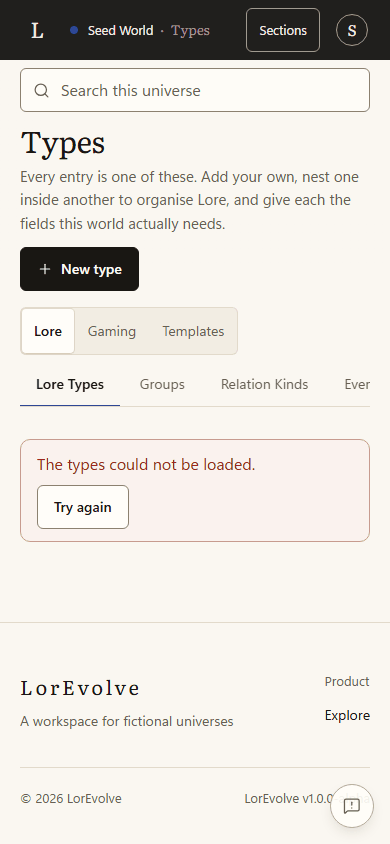 L
Seed World · Types
Sections
S
Search this universe
Types
Every entry is one of these. Add your own, nest one
inside another to organise Lore, and give each the
fields this world actually needs.
+ New type
Lore
Gaming
Templates
Lore Types
Groups
Relation Kinds
Ever
The types could not be loaded.
Try again
LorEvolve
A workspace for fictional universes
Product
Explore
© 2026 LorEvolve
LorEvolve v1.0.0